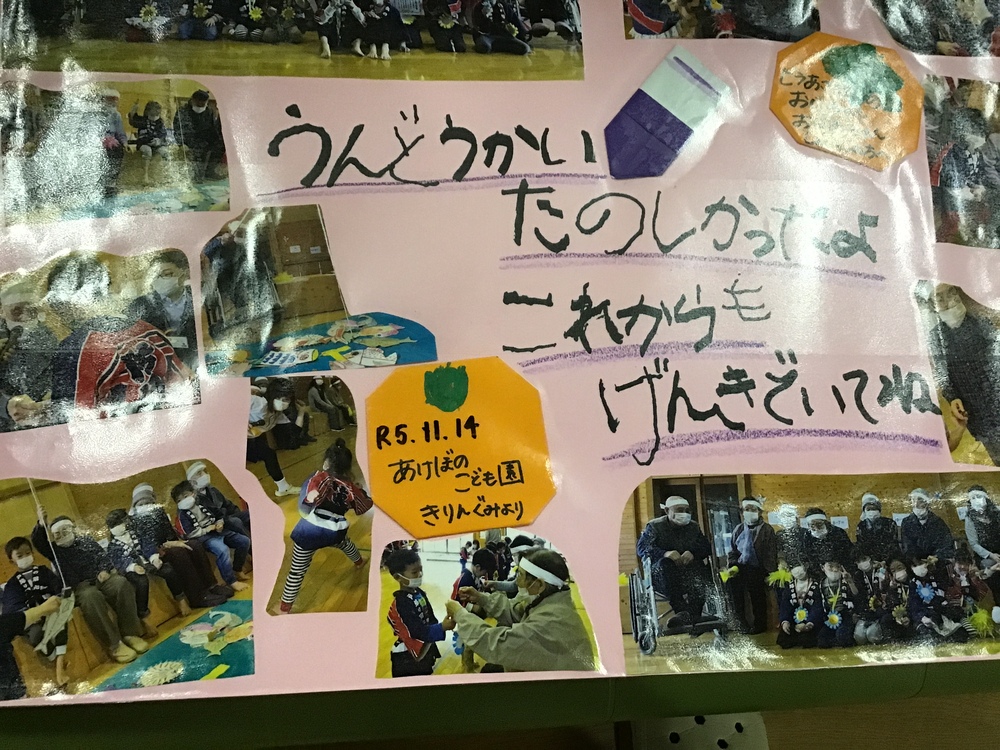 うんどうかい
たのしかったよ
これからも
げんきでいてね
R5.11.14
あけぼの
こども園
きりんぐみより